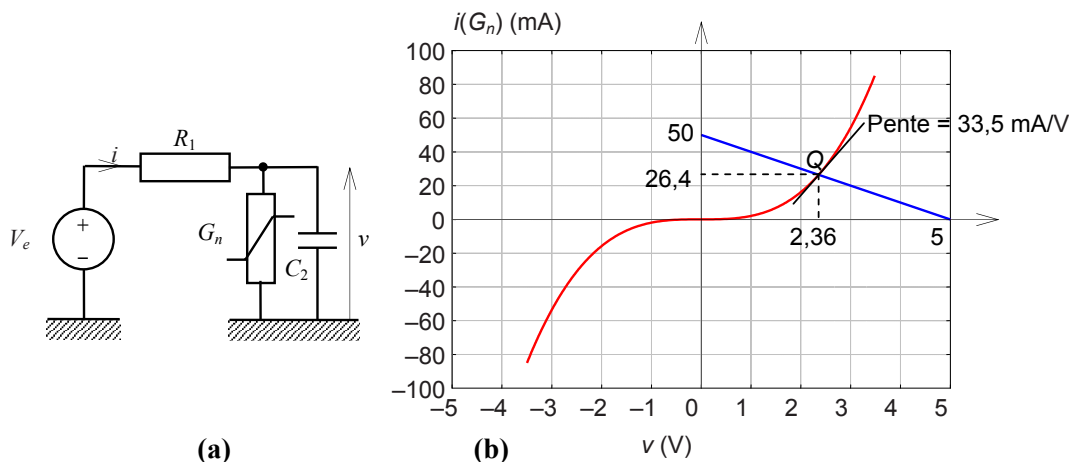 i(Gₙ) (mA)
100
80
60
40
20
0
–20
–40
–60
–80
–100
–5
–4
–3
–2
–1
0
1
2
3
4
5
v (V)
50
26,4
Q
Pente = 33,5 mA/V
2,36
5
i
R₁
Vₑ
+
–
Gₙ
C₂
v
(a)
(b)